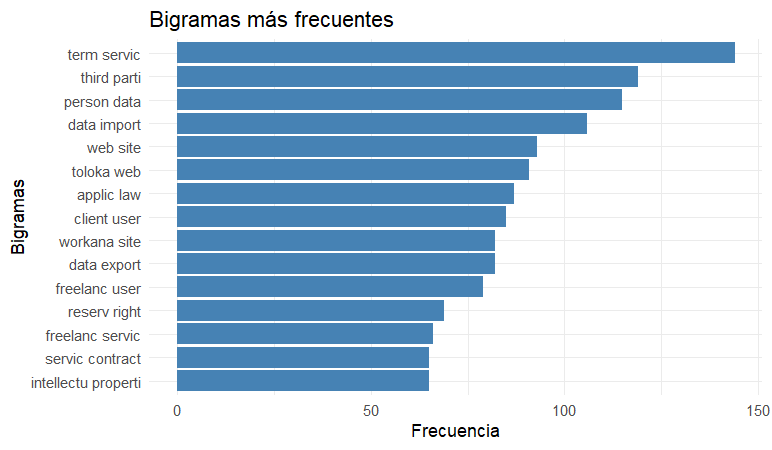 Bigramas más frecuentes
Bigramas
term servic
third parti
person data
data import
web site
toloka web
applic law
client user
workana site
data export
freelanc user
reserv right
freelanc servic
servic contract
intellectu properti
0
50
100
150
Frecuencia